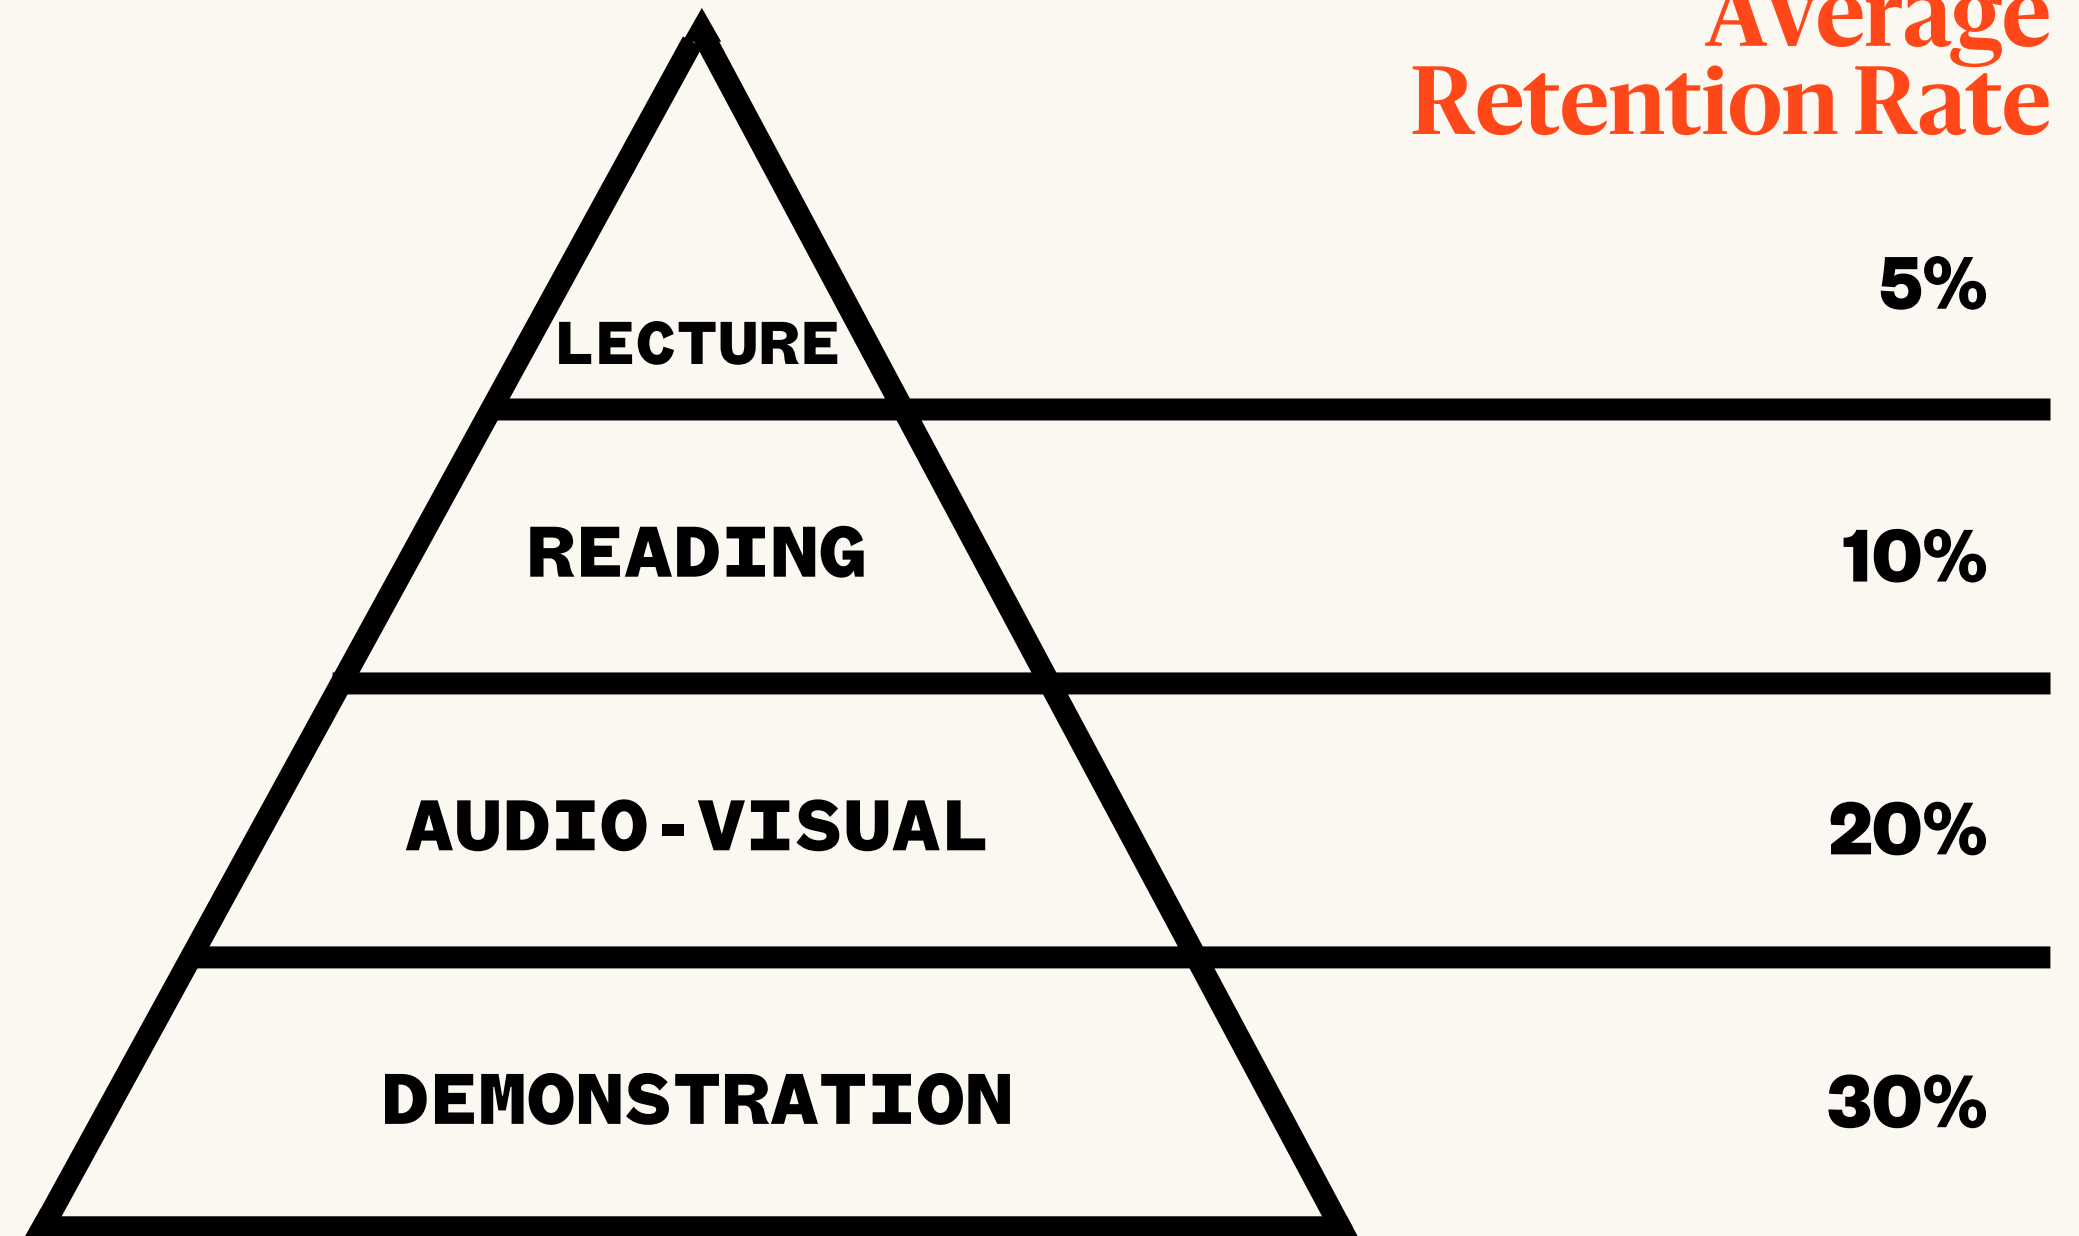 Average
Retention Rate
5%
LECTURE
READING
10%
AUDIO-VISUAL
20%
DEMONSTRATION
30%